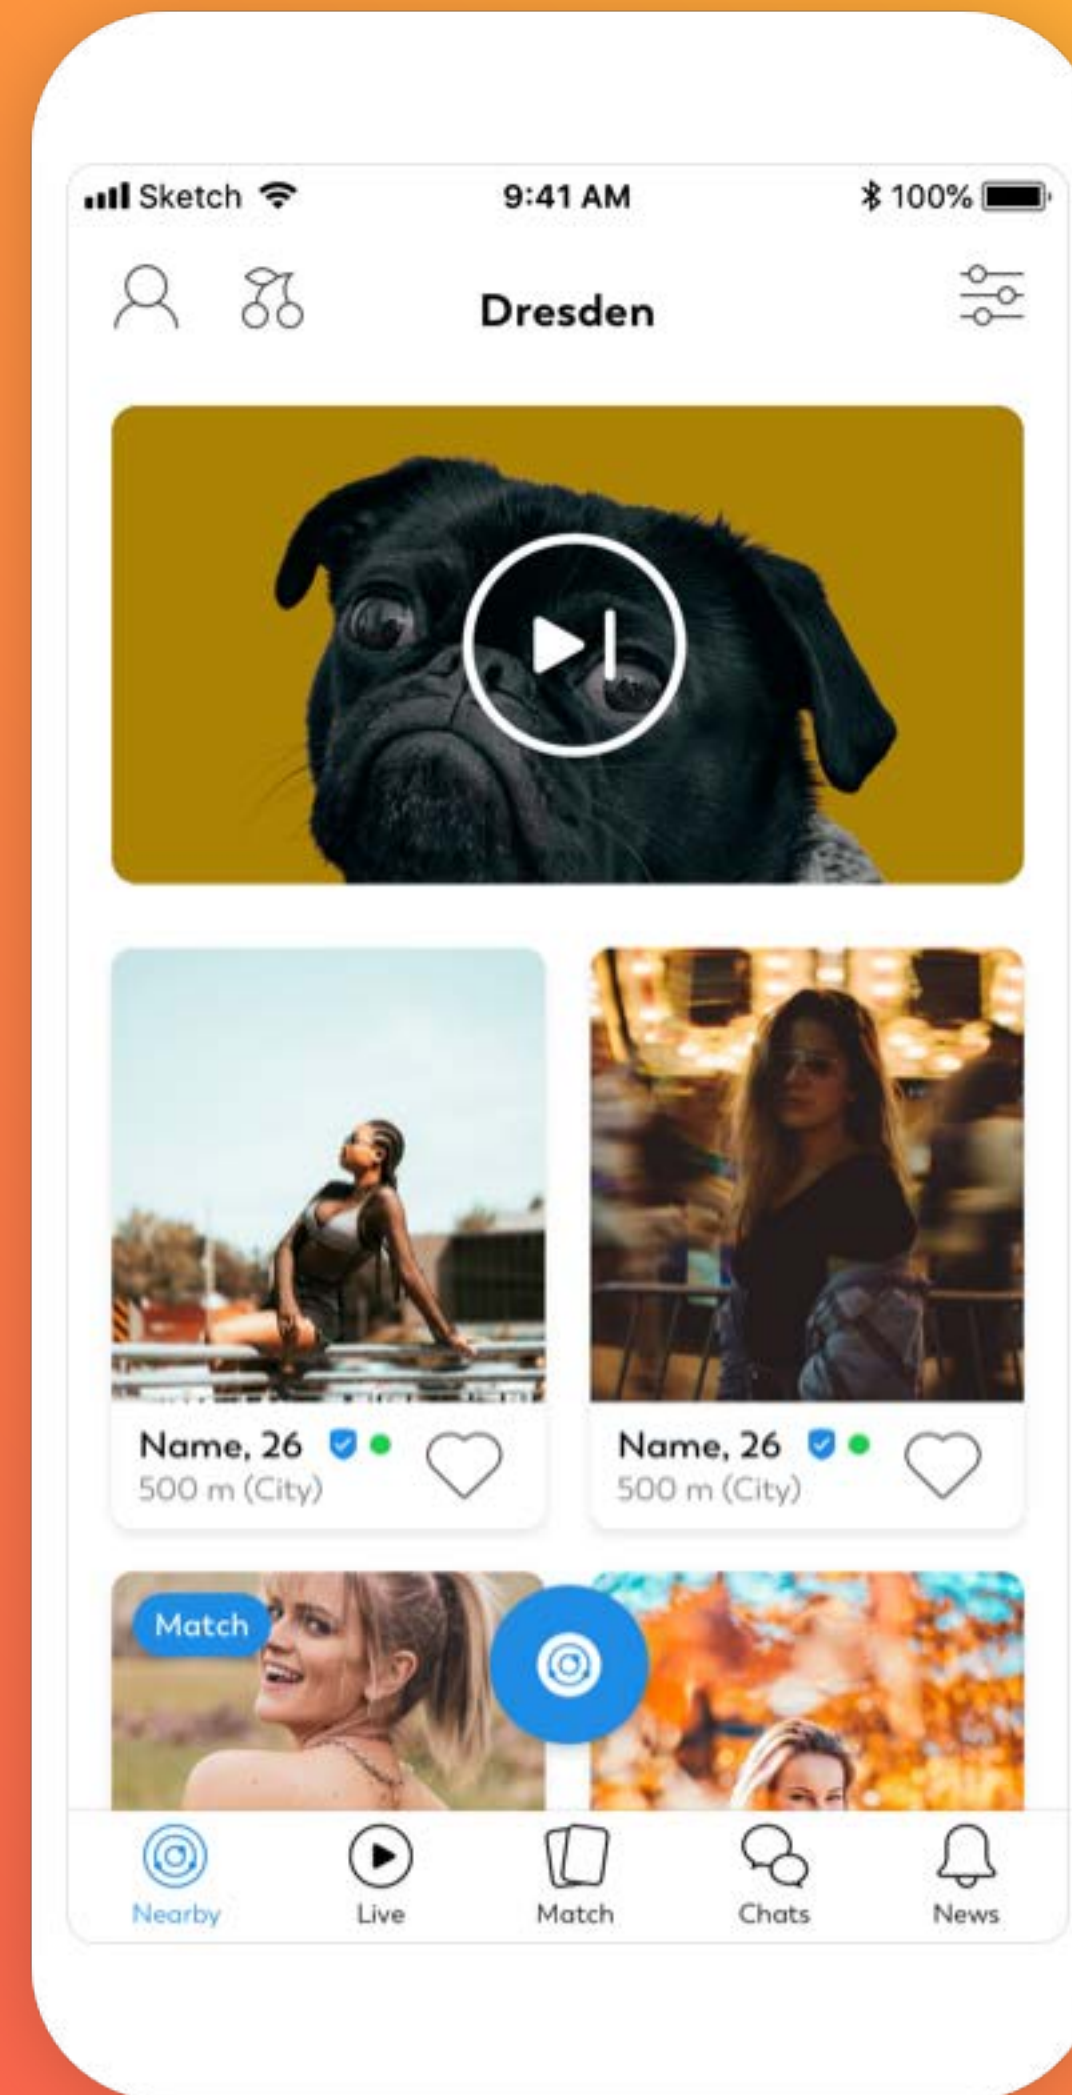 Sketch 9:41 AM 100%
Dresden
Name, 26
500 m (City)
Name, 26
500 m (City)
Match
Nearby Live Match Chats News